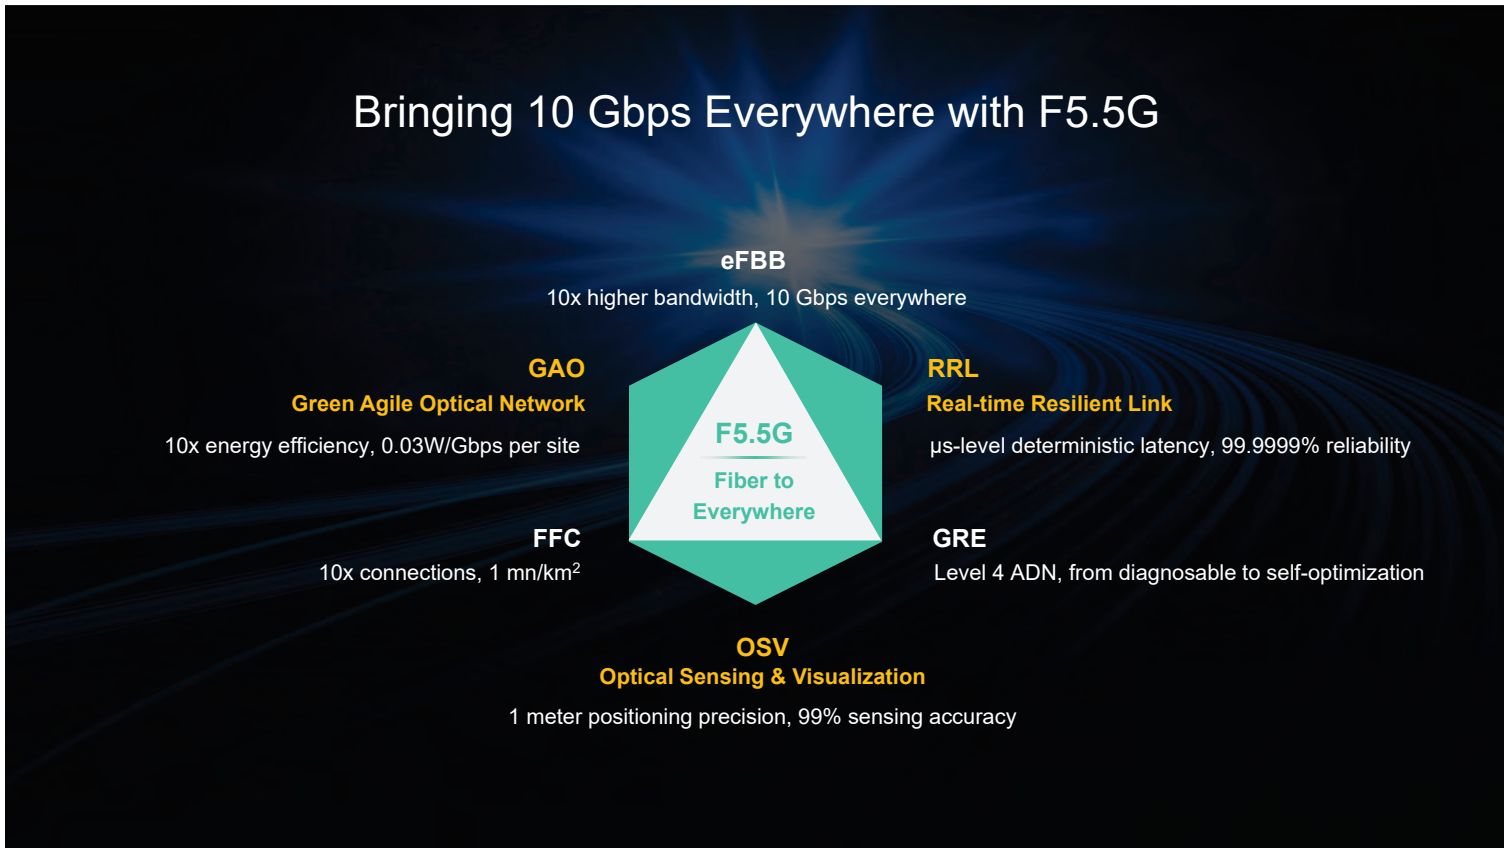 Bringing 10 Gbps Everywhere with F5.5G
eFBB
10x higher bandwidth, 10 Gbps everywhere
GAO
Green Agile Optical Network
10x energy efficiency, 0.03W/Gbps per site
RRL
Real-time Resilient Link
μs-level deterministic latency, 99.9999% reliability
F5.5G
Fiber to
Everywhere
FFC
10x connections, 1 mn/km²
GRE
Level 4 ADN, from diagnosable to self-optimization
OSV
Optical Sensing & Visualization
1 meter positioning precision, 99% sensing accuracy